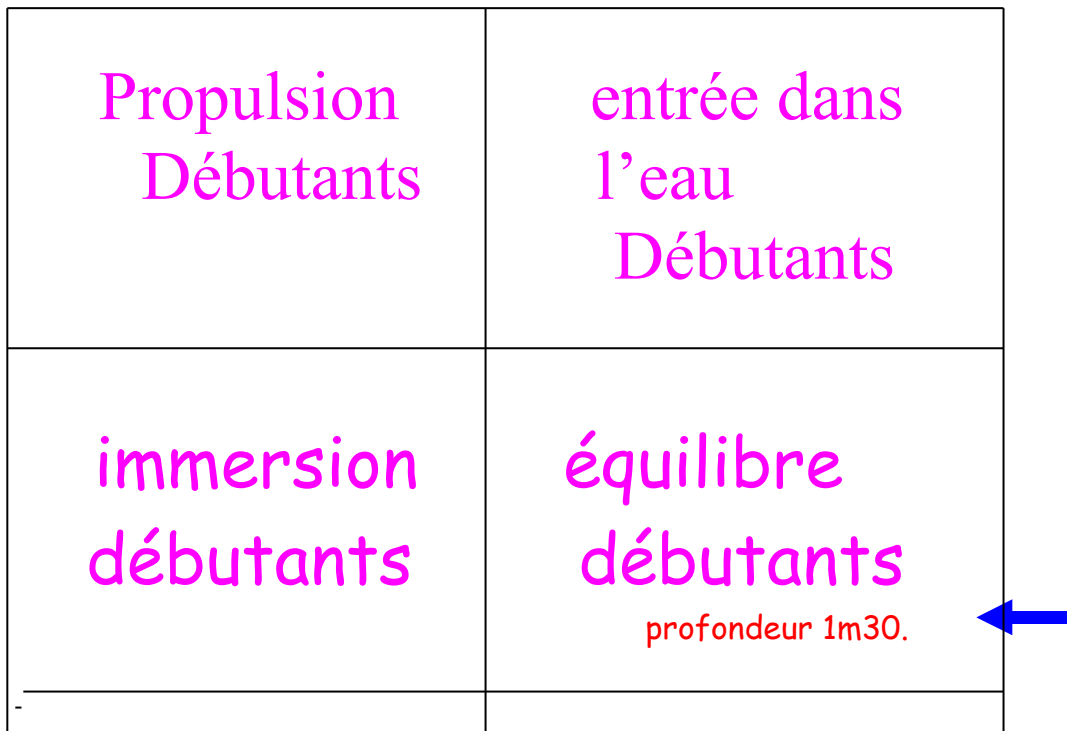 Propulsion
Débutants
entrée dans
l’eau
Débutants
immersion
débutants
équilibre
débutants
profondeur 1m30.
-